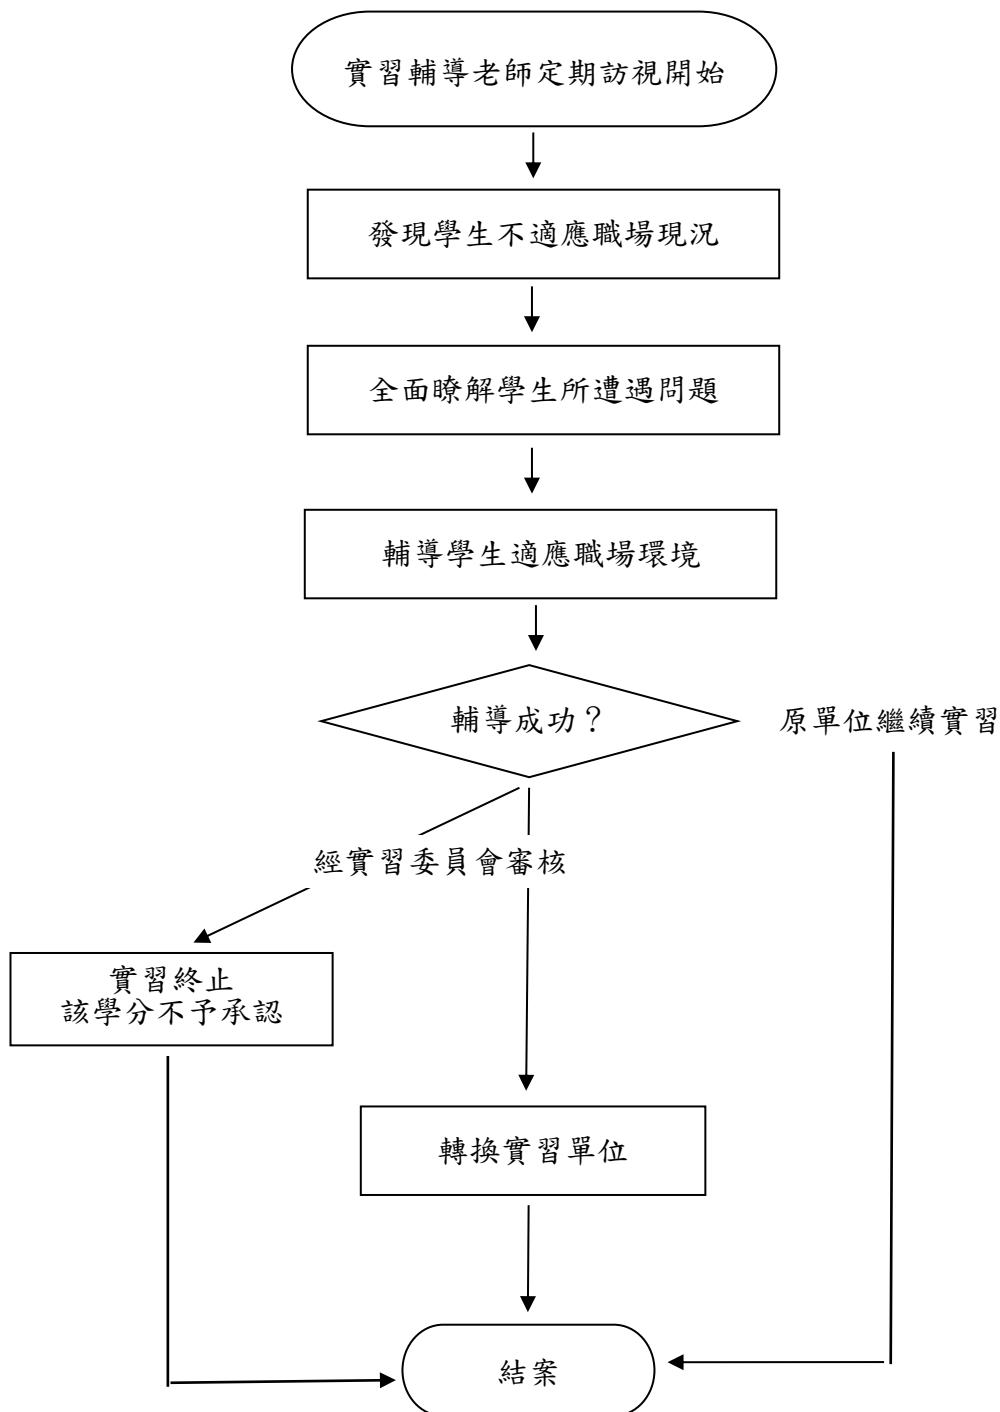 實習輔導老師定期訪視開始
發現學生不適應職場現況
全面瞭解學生所遭遇問題
輔導學生適應職場環境
輔導成功？
原單位繼續實習
經實習委員會審核
實習終止
該學分不予承認
轉換實習單位
結案